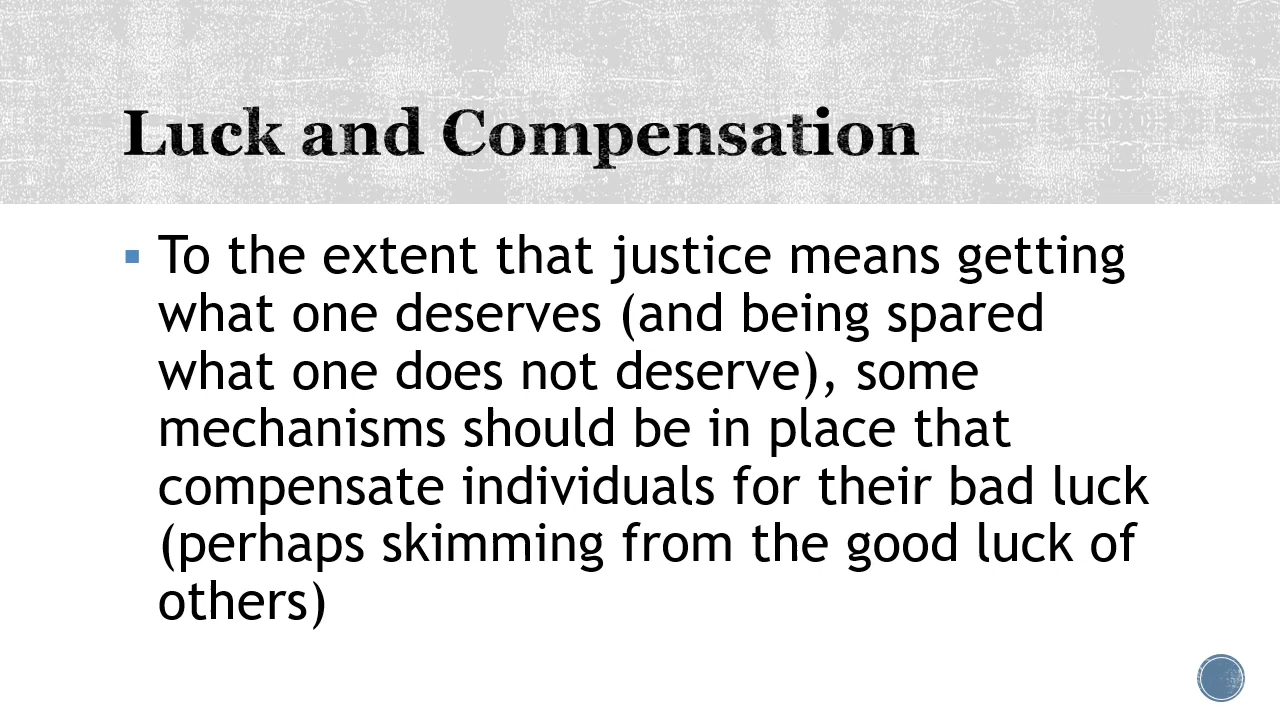 Luck and Compensation
▪ To the extent that justice means getting
what one deserves (and being spared
what one does not deserve), some
mechanisms should be in place that
compensate individuals for their bad luck
(perhaps skimming from the good luck of
others)